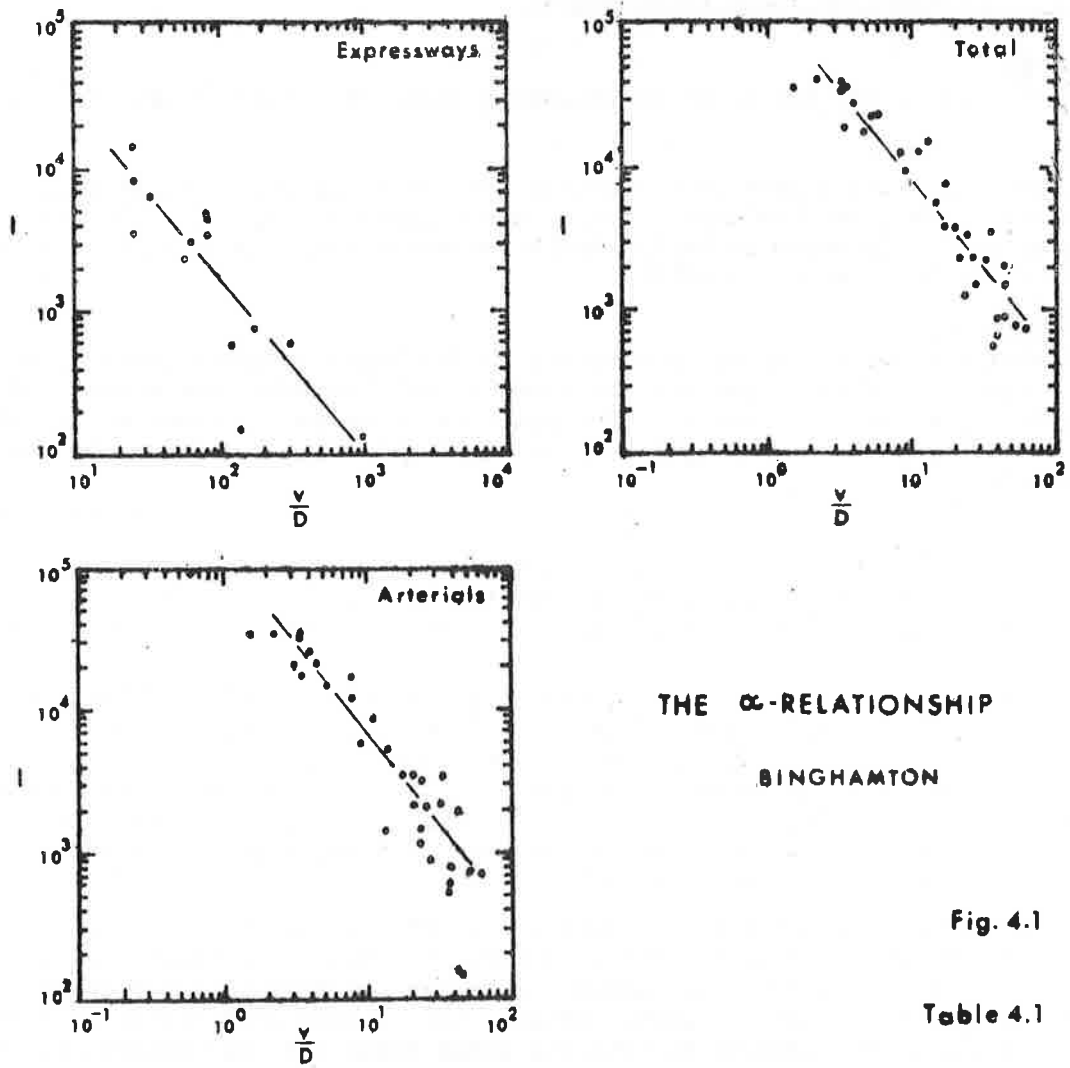 Expressways
10^5
10^4
I
10^3
10^2
10^1 10^2 10^3 10^4
v/D
Total
10^5
10^4
I
10^3
10^2
10^-1 10^0 10^1 10^2
v/D
Arterials
10^5
10^4
I
10^3
10^2
10^-1 10^0 10^1 10^2
v/D
THE α-RELATIONSHIP
BINGHAMTON
Fig. 4.1
Table 4.1